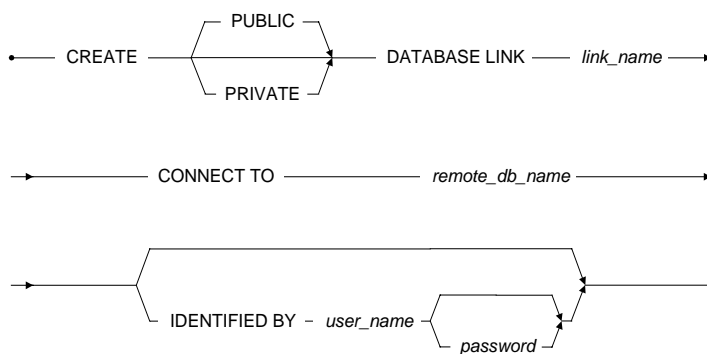 PUBLIC
CREATE DATABASE LINK link_name
PRIVATE
CONNECT TO remote_db_name
IDENTIFIED BY user_name
password